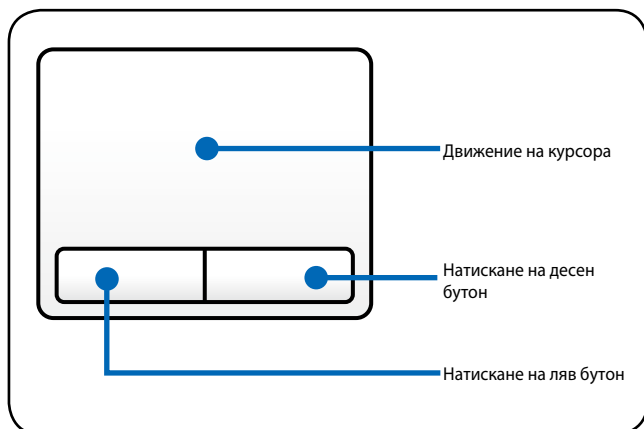 Движение на курсора
Натискане на десен
бутон
Натискане на ляв бутон